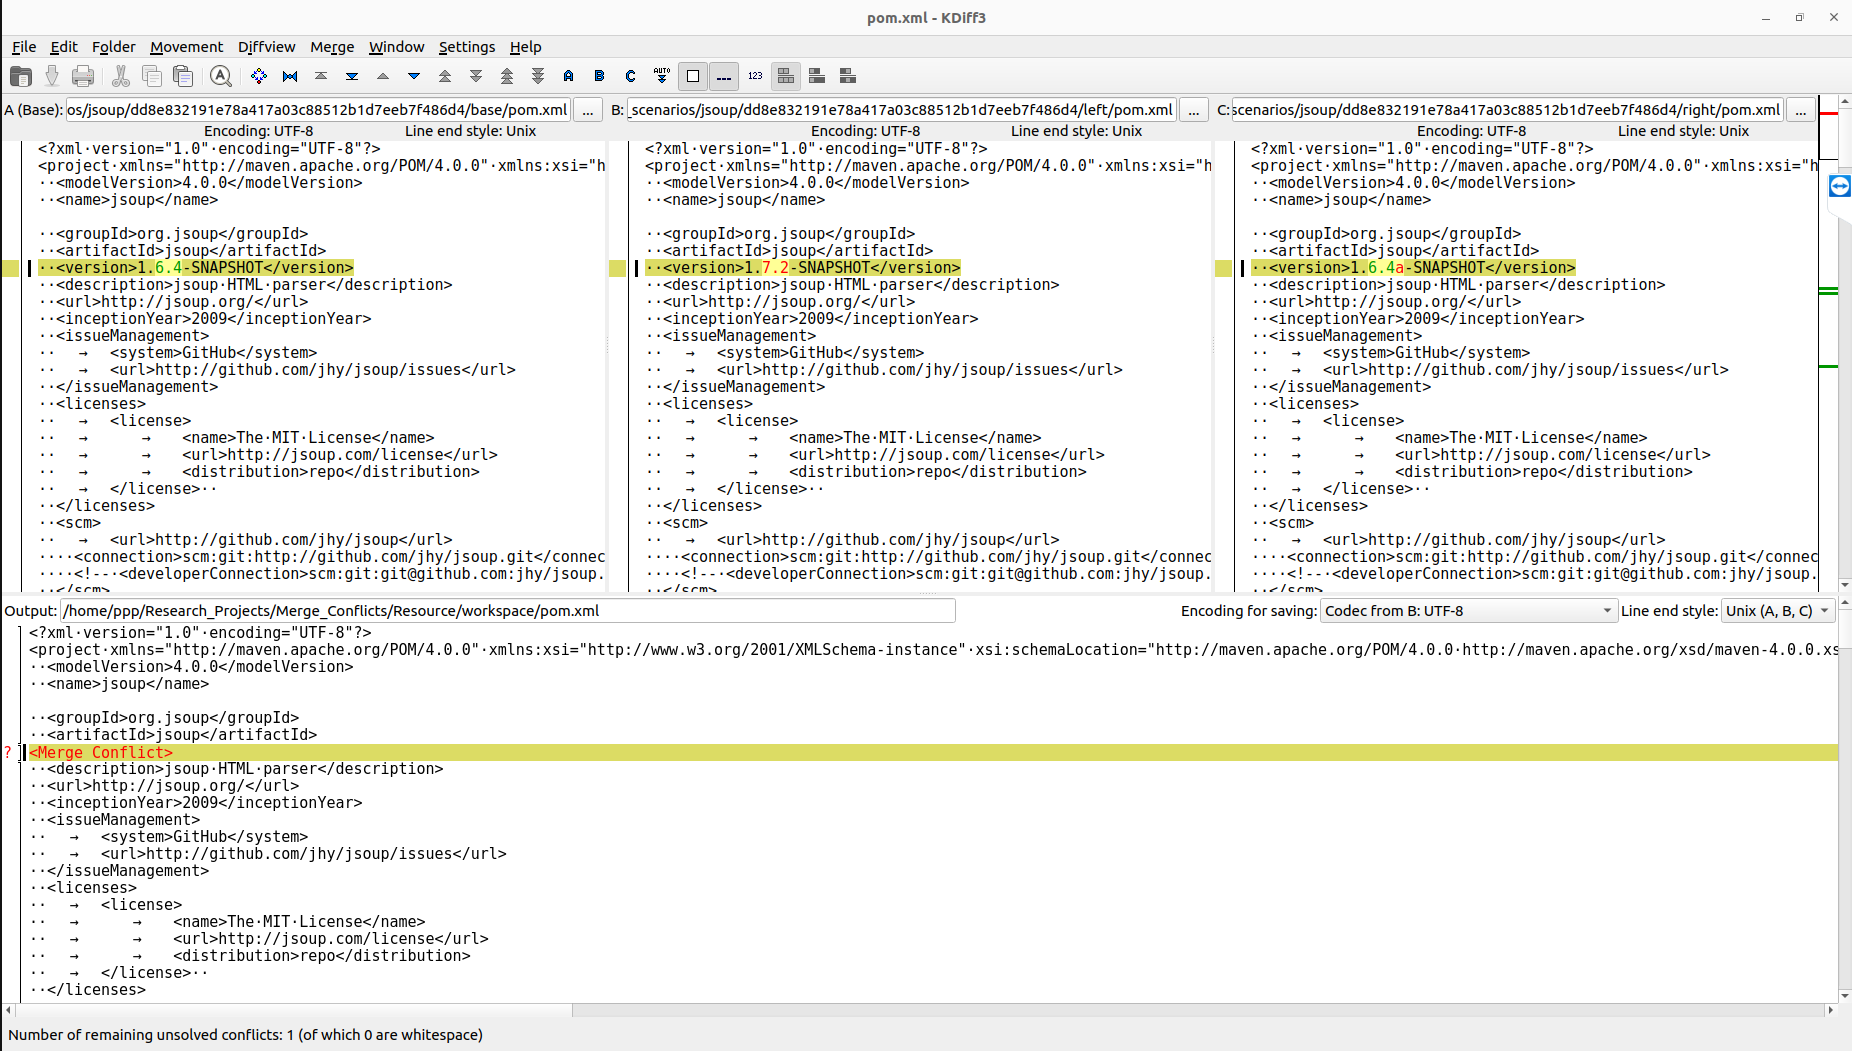 pom.xml - KDiff3
File Edit Folder Movement Diffview Merge Window Settings Help
A B C AUTO 123
A (Base): os/jsoup/dd8e832191e78a417a03c88512b1d7eeb7f486d4/base/pom.xml ...
Encoding: UTF-8 Line end style: Unix
<?xml·version="1.0"·encoding="UTF-8"?>
<project·xmlns="http://maven.apache.org/POM/4.0.0"·xmlns:xsi="h
··<modelVersion>4.0.0</modelVersion>
··<name>jsoup</name>
··<groupId>org.jsoup</groupId>
··<artifactId>jsoup</artifactId>
··<version>1.6.4-SNAPSHOT</version>
··<description>jsoup·HTML·parser</description>
··<url>http://jsoup.org/</url>
··<inceptionYear>2009</inceptionYear>
··<issueManagement>
·· → <system>GitHub</system>
·· → <url>http://github.com/jhy/jsoup/issues</url>
··</issueManagement>
··<licenses>
·· → <license>
·· → → <name>The·MIT·License</name>
·· → → <url>http://jsoup.com/license</url>
·· → → <distribution>repo</distribution>
·· → </license>··
··</licenses>
··<scm>
·· → <url>http://github.com/jhy/jsoup</url>
····<connection>scm:git:http://github.com/jhy/jsoup.git</connec
····<!--·<developerConnection>scm:git:git@github.com:jhy/jsoup.
··</scm>
B: _scenarios/jsoup/dd8e832191e78a417a03c88512b1d7eeb7f486d4/left/pom.xml ...
Encoding: UTF-8 Line end style: Unix
<?xml·version="1.0"·encoding="UTF-8"?>
<project·xmlns="http://maven.apache.org/POM/4.0.0"·xmlns:xsi="h
··<modelVersion>4.0.0</modelVersion>
··<name>jsoup</name>
··<groupId>org.jsoup</groupId>
··<artifactId>jsoup</artifactId>
··<version>1.7.2-SNAPSHOT</version>
··<description>jsoup·HTML·parser</description>
··<url>http://jsoup.org/</url>
··<inceptionYear>2009</inceptionYear>
··<issueManagement>
·· → <system>GitHub</system>
·· → <url>http://github.com/jhy/jsoup/issues</url>
··</issueManagement>
··<licenses>
·· → <license>
·· → → <name>The·MIT·License</name>
·· → → <url>http://jsoup.com/license</url>
·· → → <distribution>repo</distribution>
·· → </license>··
··</licenses>
··<scm>
·· → <url>http://github.com/jhy/jsoup</url>
····<connection>scm:git:http://github.com/jhy/jsoup.git</connec
····<!--·<developerConnection>scm:git:git@github.com:jhy/jsoup.
··</scm>
C: scenarios/jsoup/dd8e832191e78a417a03c88512b1d7eeb7f486d4/right/pom.xml ...
Encoding: UTF-8 Line end style: Unix
<?xml·version="1.0"·encoding="UTF-8"?>
<project·xmlns="http://maven.apache.org/POM/4.0.0"·xmlns:xsi="h
··<modelVersion>4.0.0</modelVersion>
··<name>jsoup</name>
··<groupId>org.jsoup</groupId>
··<artifactId>jsoup</artifactId>
··<version>1.6.4a-SNAPSHOT</version>
··<description>jsoup·HTML·parser</description>
··<url>http://jsoup.org/</url>
··<inceptionYear>2009</inceptionYear>
··<issueManagement>
·· → <system>GitHub</system>
·· → <url>http://github.com/jhy/jsoup/issues</url>
··</issueManagement>
··<licenses>
·· → <license>
·· → → <name>The·MIT·License</name>
·· → → <url>http://jsoup.com/license</url>
·· → → <distribution>repo</distribution>
·· → </license>··
··</licenses>
··<scm>
·· → <url>http://github.com/jhy/jsoup</url>
····<connection>scm:git:http://github.com/jhy/jsoup.git</connec
····<!--·<developerConnection>scm:git:git@github.com:jhy/jsoup.
··</scm>
Output: /home/ppp/Research_Projects/Merge_Conflicts/Resource/workspace/pom.xml Encoding for saving: Codec from B: UTF-8 Line end style: Unix (A, B, C)
<?xml·version="1.0"·encoding="UTF-8"?>
<project·xmlns="http://maven.apache.org/POM/4.0.0"·xmlns:xsi="http://www.w3.org/2001/XMLSchema-instance"·xsi:schemaLocation="http://maven.apache.org/POM/4.0.0·http://maven.apache.org/xsd/maven-4.0.0.xs
··<modelVersion>4.0.0</modelVersion>
··<name>jsoup</name>
··<groupId>org.jsoup</groupId>
··<artifactId>jsoup</artifactId>
? <Merge Conflict>
··<description>jsoup·HTML·parser</description>
··<url>http://jsoup.org/</url>
··<inceptionYear>2009</inceptionYear>
··<issueManagement>
·· → <system>GitHub</system>
·· → <url>http://github.com/jhy/jsoup/issues</url>
··</issueManagement>
··<licenses>
·· → <license>
·· → → <name>The·MIT·License</name>
·· → → <url>http://jsoup.com/license</url>
·· → → <distribution>repo</distribution>
·· → </license>··
··</licenses>
Number of remaining unsolved conflicts: 1 (of which 0 are whitespace)